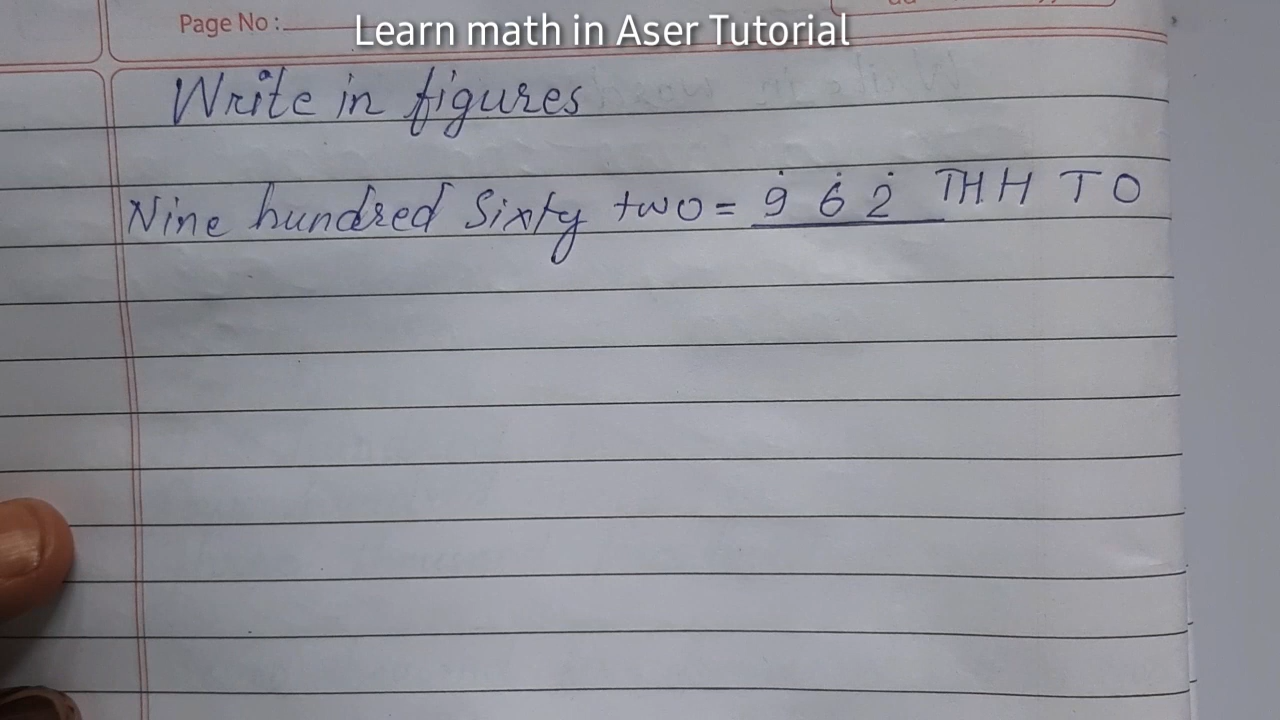 Page No :
Learn math in Aser Tutorial
Write in figures
Nine hundred Sixty two = 9 6 2 TH H T O